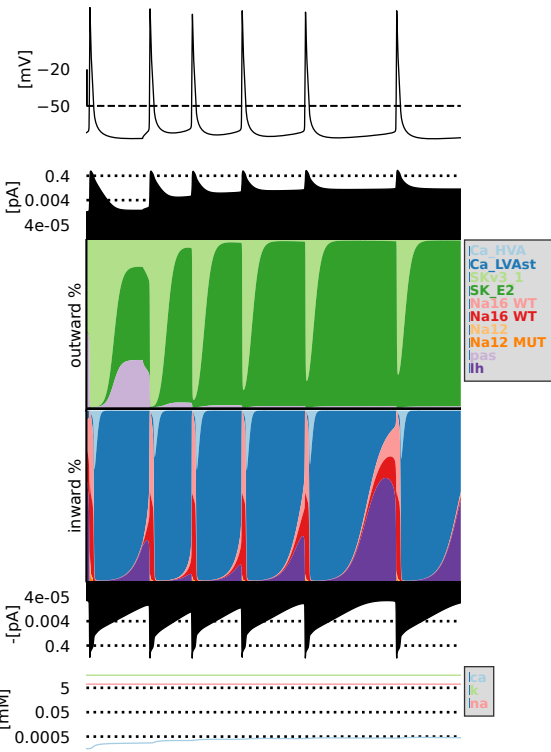 [mV]
−20
−50
[pA]
0.4
0.004
4e-05
outward %
Ca_HVA
Ca_LVAst
SKv3_1
SK_E2
Na16 WT
Na16 WT
Na12
Na12 MUT
pas
Ih
inward %
-[pA]
4e-05
0.004
0.4
ca
k
na
[mM]
5
0.05
0.0005